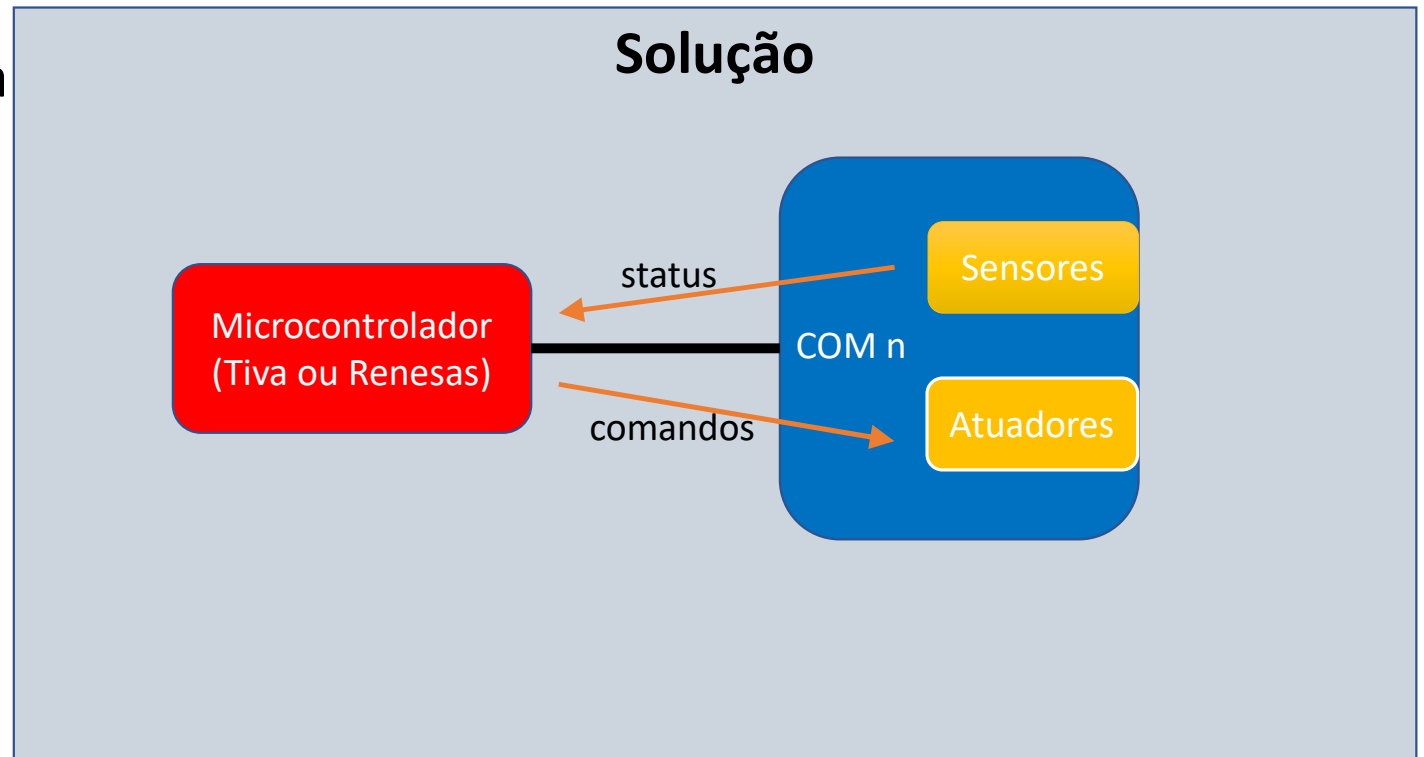 Solução
Sensores
status
Microcontrolador
(Tiva ou Renesas)
COM n
comandos
Atuadores